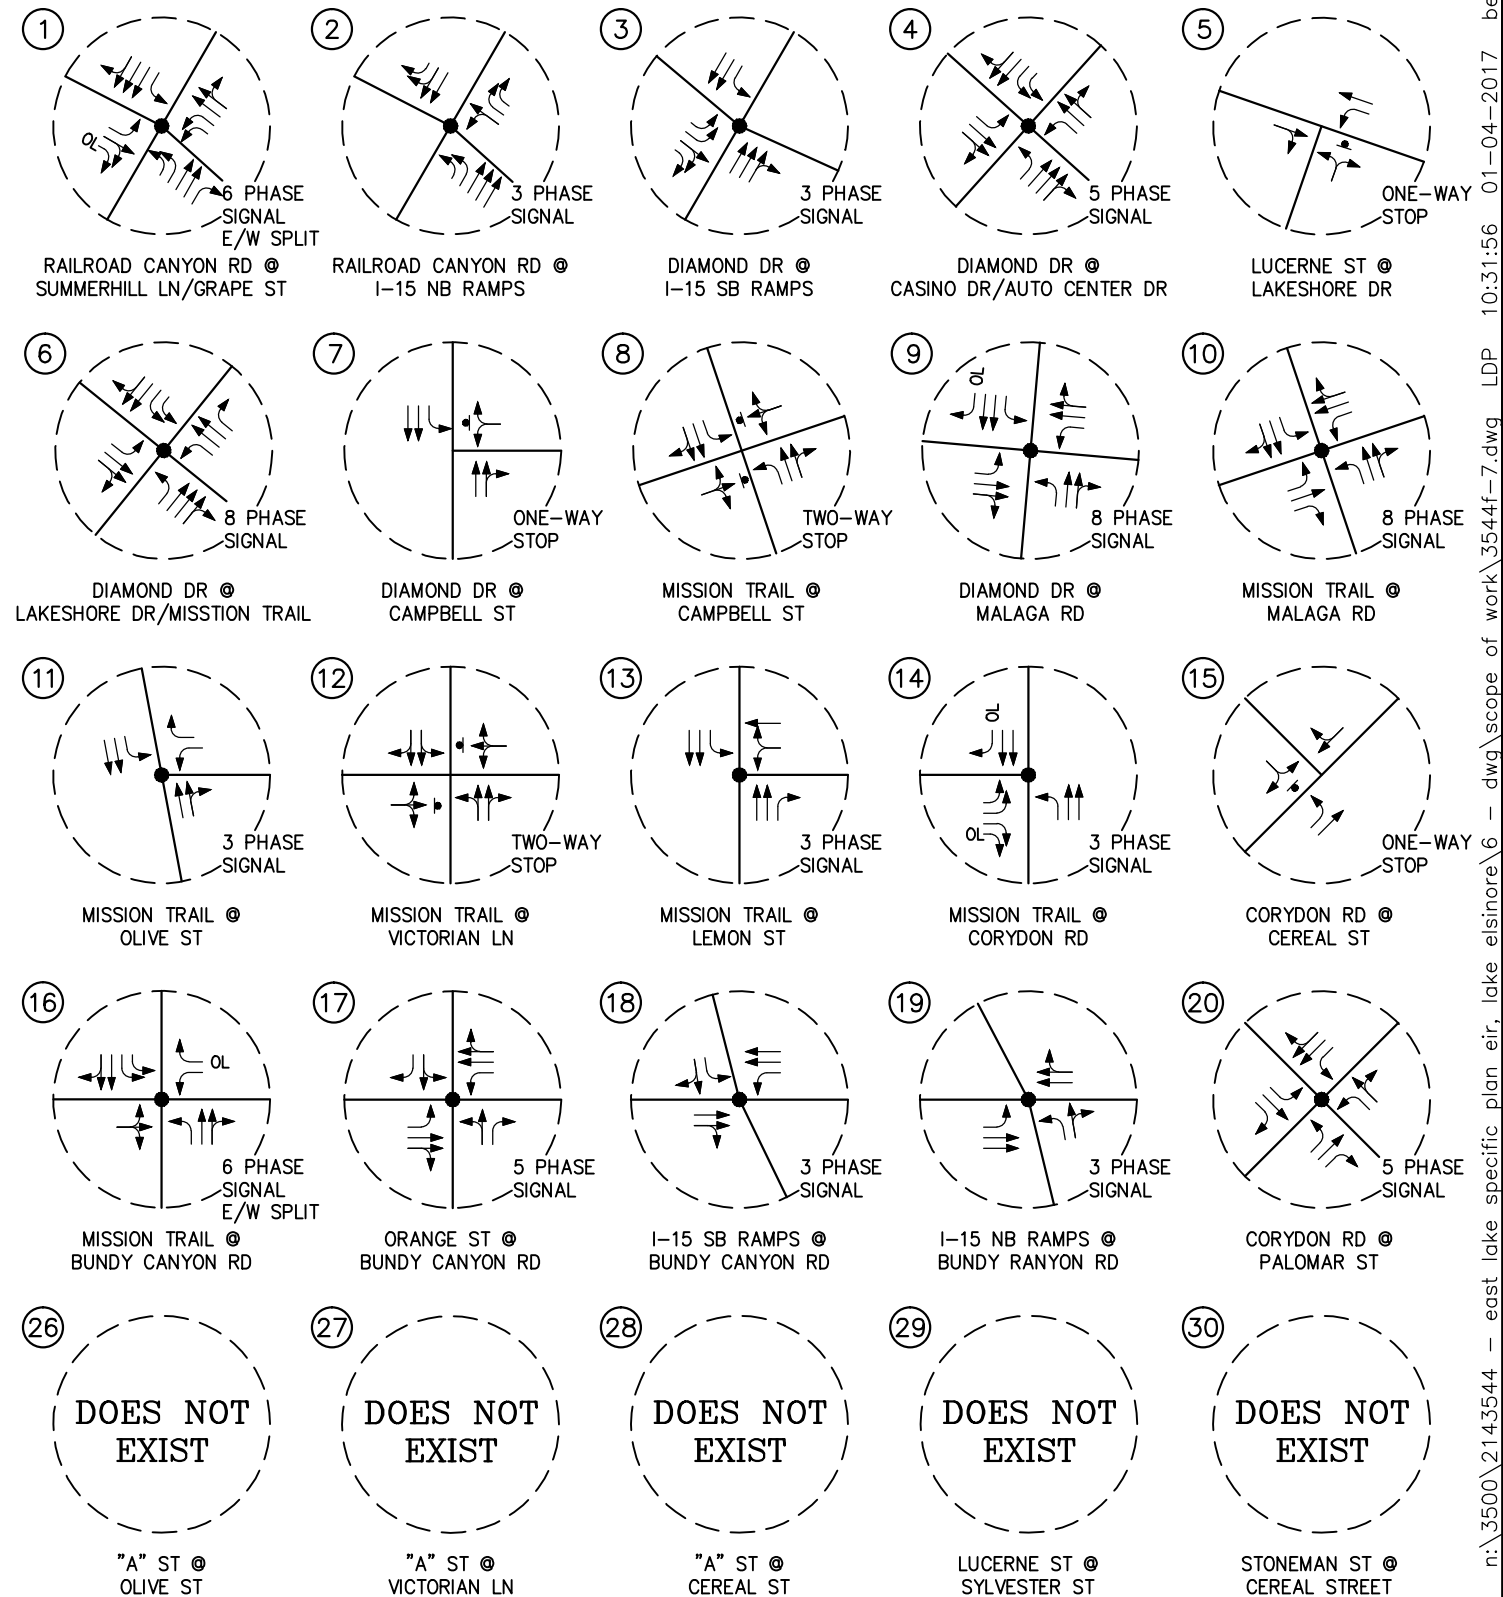 1
OL
6 PHASE
SIGNAL
E/W SPLIT
RAILROAD CANYON RD @
SUMMERHILL LN/GRAPE ST
2
3 PHASE
SIGNAL
RAILROAD CANYON RD @
I-15 NB RAMPS
3
3 PHASE
SIGNAL
DIAMOND DR @
I-15 SB RAMPS
4
5 PHASE
SIGNAL
DIAMOND DR @
CASINO DR/AUTO CENTER DR
5
ONE-WAY
STOP
LUCERNE ST @
LAKESHORE DR
6
8 PHASE
SIGNAL
DIAMOND DR @
LAKESHORE DR/MISSTION TRAIL
7
ONE-WAY
STOP
DIAMOND DR @
CAMPBELL ST
8
TWO-WAY
STOP
MISSION TRAIL @
CAMPBELL ST
9
OL
8 PHASE
SIGNAL
DIAMOND DR @
MALAGA RD
10
8 PHASE
SIGNAL
MISSION TRAIL @
MALAGA RD
11
3 PHASE
SIGNAL
MISSION TRAIL @
OLIVE ST
12
TWO-WAY
STOP
MISSION TRAIL @
VICTORIAN LN
13
3 PHASE
SIGNAL
MISSION TRAIL @
LEMON ST
14
OL
OL
3 PHASE
SIGNAL
MISSION TRAIL @
CORYDON RD
15
ONE-WAY
STOP
CORYDON RD @
CEREAL ST
16
OL
6 PHASE
SIGNAL
E/W SPLIT
MISSION TRAIL @
BUNDY CANYON RD
17
5 PHASE
SIGNAL
ORANGE ST @
BUNDY CANYON RD
18
3 PHASE
SIGNAL
I-15 SB RAMPS @
BUNDY CANYON RD
19
3 PHASE
SIGNAL
I-15 NB RAMPS @
BUNDY RANYON RD
20
5 PHASE
SIGNAL
CORYDON RD @
PALOMAR ST
26
DOES NOT
EXIST
"A" ST @
OLIVE ST
27
DOES NOT
EXIST
"A" ST @
VICTORIAN LN
28
DOES NOT
EXIST
"A" ST @
CEREAL ST
29
DOES NOT
EXIST
LUCERNE ST @
SYLVESTER ST
30
DOES NOT
EXIST
STONEMAN ST @
CEREAL STREET
n:\3500\2143544 - east lake specific plan eir, lake elsinore\6 - dwg\scope of work\3544f-7.dwg LDP 10:31:56 01-04-2017